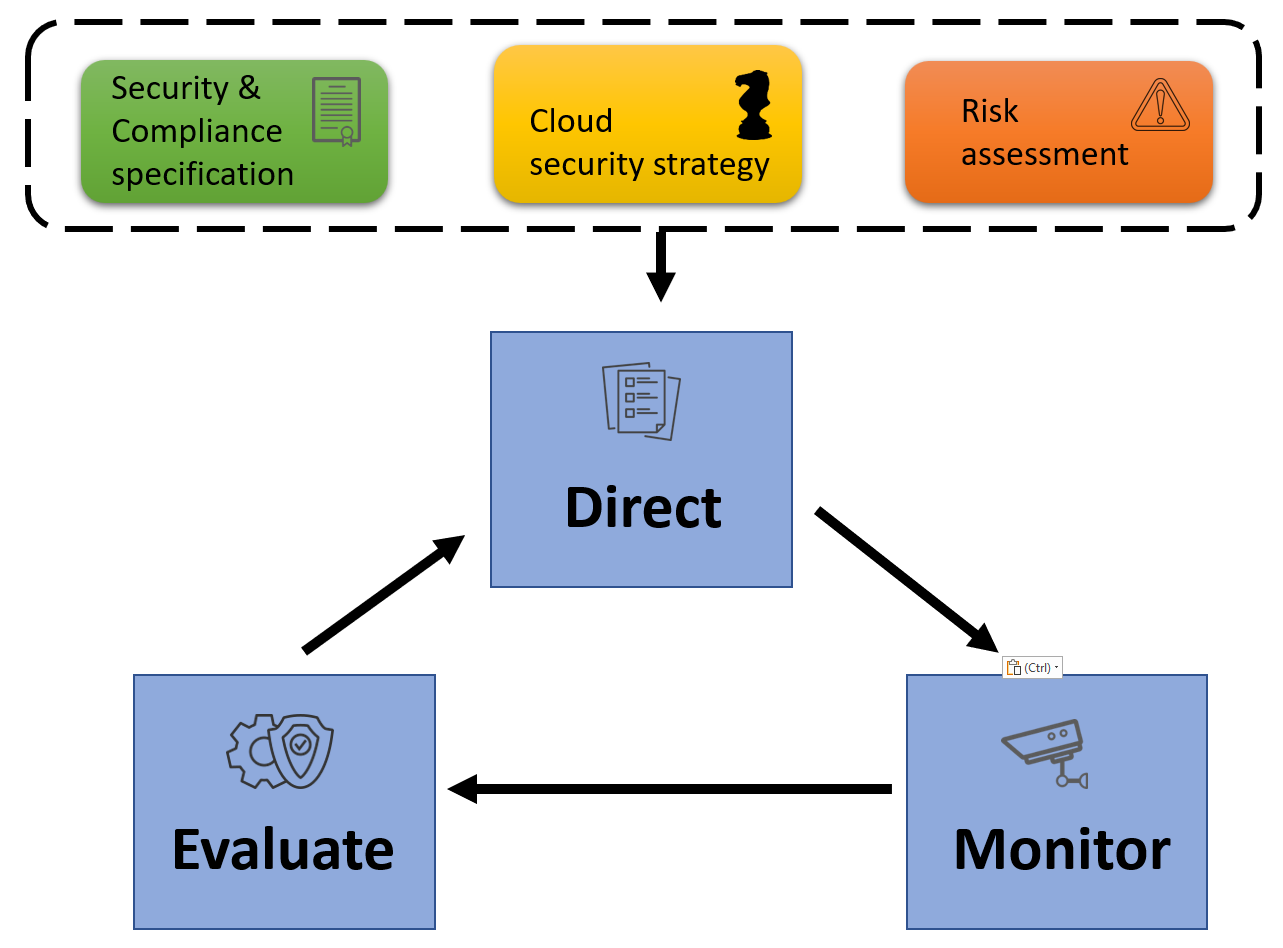 Security &
Compliance
specification
Cloud
security strategy
Risk
assessment
Direct
(Ctrl)
Evaluate
Monitor